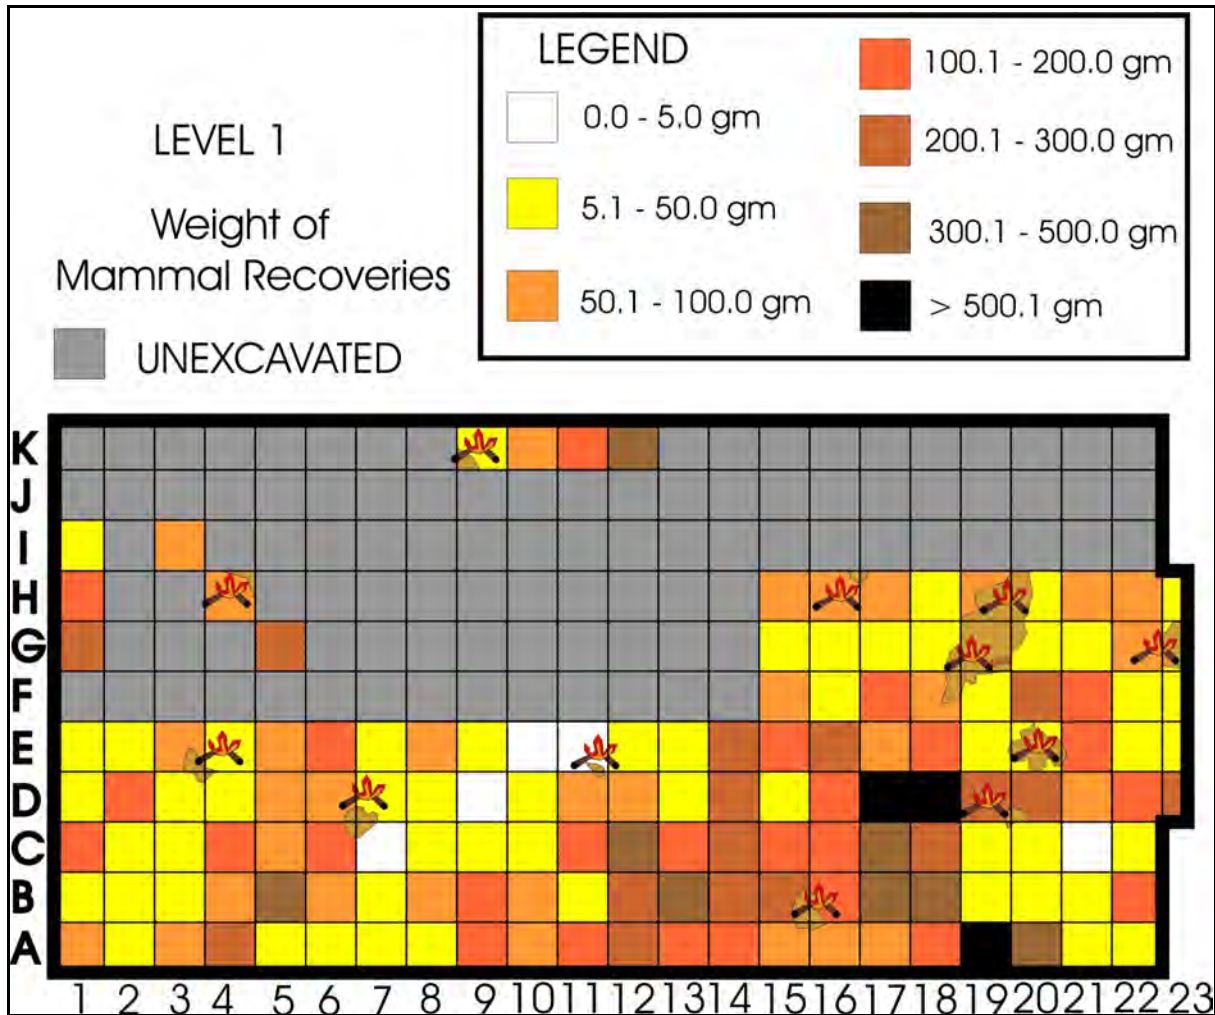 LEVEL 1
Weight of
Mammal Recoveries
UNEXCAVATED
LEGEND
0.0 - 5.0 gm
5.1 - 50.0 gm
50.1 - 100.0 gm
100.1 - 200.0 gm
200.1 - 300.0 gm
300.1 - 500.0 gm
> 500.1 gm
K
J
I
H
G
F
E
D
C
B
A
1 2 3 4 5 6 7 8 9 10 11 12 13 14 15 16 17 18 19 20 21 22 23